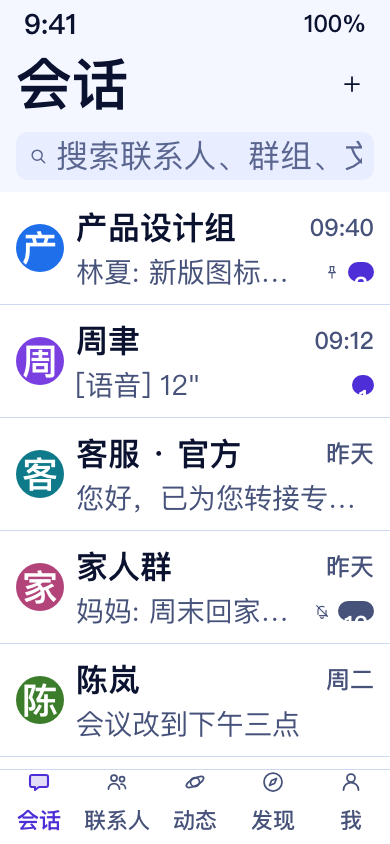 9:41 100%
会话
搜索联系人、群组、
产 产品设计组 09:40
林夏: 新版图标…
周 周聿 09:12
[语音] 12"
客 客服 · 官方 昨天
您好，已为您转接专…
家 家人群 昨天
妈妈: 周末回家…
陈 陈岚 周二
会议改到下午三点
会话 联系人 动态 发现 我